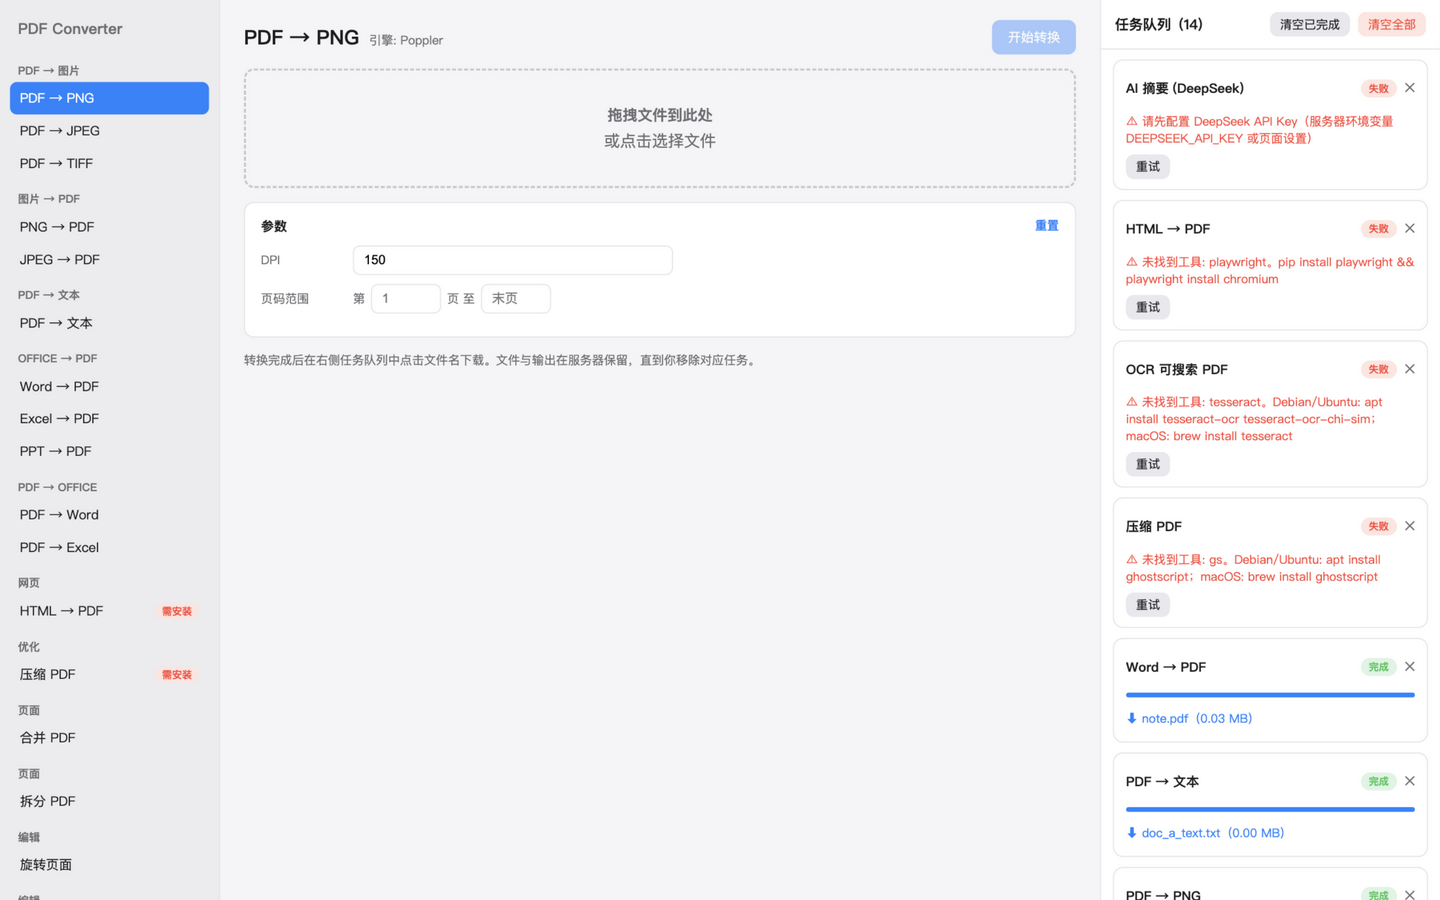 PDF Converter
PDF → 图片
PDF → PNG
PDF → JPEG
PDF → TIFF
图片 → PDF
PNG → PDF
JPEG → PDF
PDF → 文本
PDF → 文本
OFFICE → PDF
Word → PDF
Excel → PDF
PPT → PDF
PDF → OFFICE
PDF → Word
PDF → Excel
网页
HTML → PDF 需安装
优化
压缩 PDF 需安装
页面
合并 PDF
页面
拆分 PDF
编辑
旋转页面
编辑
PDF → PNG 引擎: Poppler
开始转换
拖拽文件到此处
或点击选择文件
参数 重置
DPI 150
页码范围 第 1 页 至 末页
转换完成后在右侧任务队列中点击文件名下载。文件与输出在服务器保留，直到你移除对应任务。
任务队列（14） 清空已完成 清空全部
AI 摘要 (DeepSeek) 失败 ✕
⚠ 请先配置 DeepSeek API Key（服务器环境变量
DEEPSEEK_API_KEY 或页面设置）
重试
HTML → PDF 失败 ✕
⚠ 未找到工具: playwright。pip install playwright &&
playwright install chromium
重试
OCR 可搜索 PDF 失败 ✕
⚠ 未找到工具: tesseract。Debian/Ubuntu: apt
install tesseract-ocr tesseract-ocr-chi-sim；
macOS: brew install tesseract
重试
压缩 PDF 失败 ✕
⚠ 未找到工具: gs。Debian/Ubuntu: apt install
ghostscript；macOS: brew install ghostscript
重试
Word → PDF 完成 ✕
⬇ note.pdf（0.03 MB）
PDF → 文本 完成 ✕
⬇ doc_a_text.txt（0.00 MB）
PDF → PNG 完成 ✕